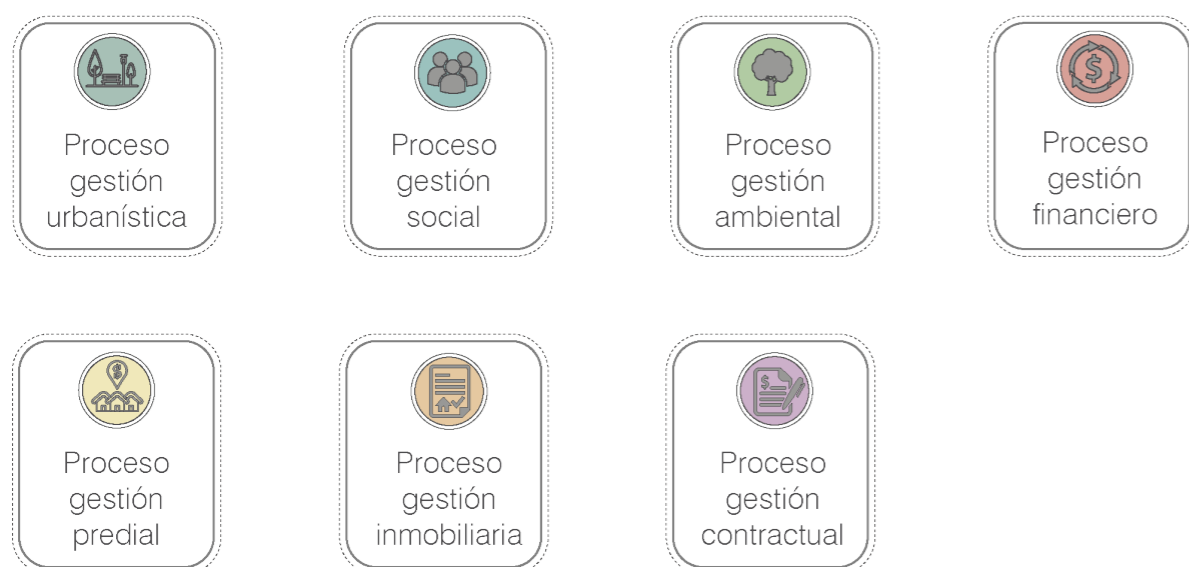 Proceso
gestión
urbanística
Proceso
gestión
social
Proceso
gestión
ambiental
$
Proceso
gestión
financiero
$
Proceso
gestión
predial
Proceso
gestión
inmobiliaria
$
Proceso
gestión
contractual